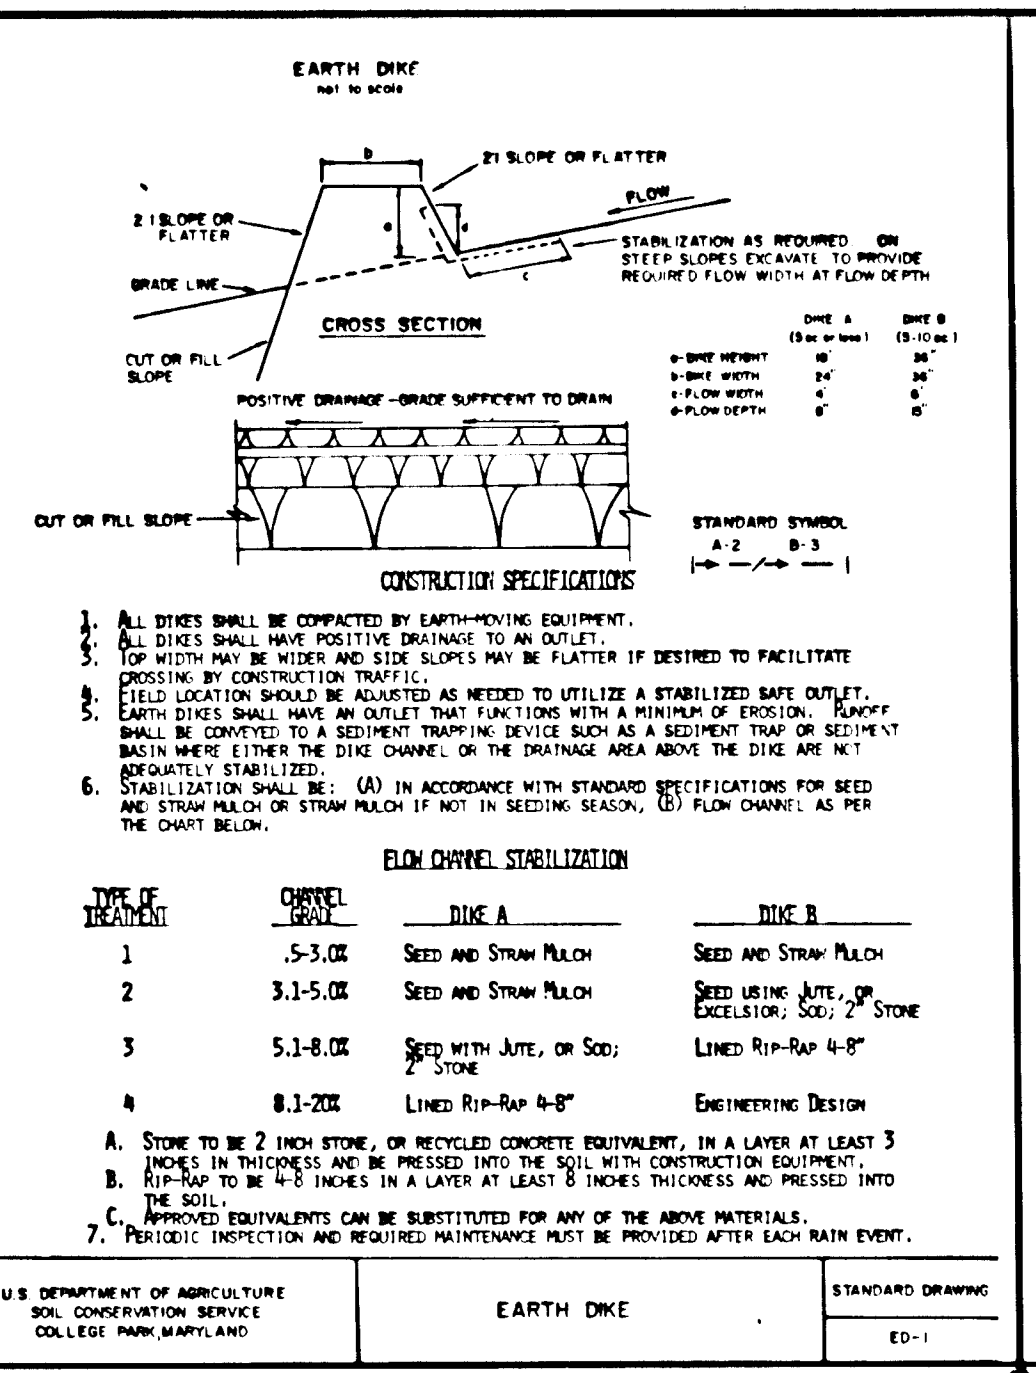 EARTH DIKE
not to scale
b
2:1 SLOPE OR FLATTER
FLOW
2:1 SLOPE OR
FLATTER
a
d
STABILIZATION AS REQUIRED. ON
STEEP SLOPES EXCAVATE TO PROVIDE
REQUIRED FLOW WIDTH AT FLOW DEPTH
c
GRADE LINE
CROSS SECTION
CUT OR FILL
SLOPE
DIKE A DIKE B
(5 ac or less) (5-10 ac)
a-DIKE HEIGHT 18" 36"
b-DIKE WIDTH 24" 36"
c-FLOW WIDTH 4' 6'
d-FLOW DEPTH 8" 15"
POSITIVE DRAINAGE-GRADE SUFFICENT TO DRAIN
CUT OR FILL SLOPE
STANDARD SYMBOL
A-2 B-3
CONSTRUCTION SPECIFICATIONS
1. ALL DIKES SHALL BE COMPACTED BY EARTH-MOVING EQUIPMENT.
2. ALL DIKES SHALL HAVE POSITIVE DRAINAGE TO AN OUTLET.
3. TOP WIDTH MAY BE WIDER AND SIDE SLOPES MAY BE FLATTER IF DESIRED TO FACILITATE
CROSSING BY CONSTRUCTION TRAFFIC.
4. FIELD LOCATION SHOULD BE ADJUSTED AS NEEDED TO UTILIZE A STABILIZED SAFE OUTLET.
5. EARTH DIKES SHALL HAVE AN OUTLET THAT FUNCTIONS WITH A MINIMUM OF EROSION. RUNOFF
SHALL BE CONVEYED TO A SEDIMENT TRAPPING DEVICE SUCH AS A SEDIMENT TRAP OR SEDIMENT
BASIN WHERE EITHER THE DIKE CHANNEL OR THE DRAINAGE AREA ABOVE THE DIKE ARE NOT
ADEQUATELY STABILIZED.
6. STABILIZATION SHALL BE: (A) IN ACCORDANCE WITH STANDARD SPECIFICATIONS FOR SEED
AND STRAW MULCH OR STRAW MULCH IF NOT IN SEEDING SEASON, (B) FLOW CHANNEL AS PER
THE CHART BELOW.
FLOW CHANNEL STABILIZATION
TYPE OF CHANNEL
TREATMENT GRADE DIKE A DIKE B
1 .5-3.0% SEED AND STRAW MULCH SEED AND STRAW MULCH
2 3.1-5.0% SEED AND STRAW MULCH SEED USING JUTE, OR
EXCELSIOR; SOD; 2" STONE
3 5.1-8.0% SEED WITH JUTE, OR SOD; LINED RIP-RAP 4-8"
2" STONE
4 8.1-20% LINED RIP-RAP 4-8" ENGINEERING DESIGN
A. STONE TO BE 2 INCH STONE, OR RECYCLED CONCRETE EQUIVALENT, IN A LAYER AT LEAST 3
INCHES IN THICKNESS AND BE PRESSED INTO THE SOIL WITH CONSTRUCTION EQUIPMENT.
B. RIP-RAP TO BE 4-8 INCHES IN A LAYER AT LEAST 8 INCHES THICKNESS AND PRESSED INTO
THE SOIL.
C. APPROVED EQUIVALENTS CAN BE SUBSTITUTED FOR ANY OF THE ABOVE MATERIALS.
7. PERIODIC INSPECTION AND REQUIRED MAINTENANCE MUST BE PROVIDED AFTER EACH RAIN EVENT.
U.S. DEPARTMENT OF AGRICULTURE
SOIL CONSERVATION SERVICE
COLLEGE PARK, MARYLAND
EARTH DIKE
STANDARD DRAWING
ED-1